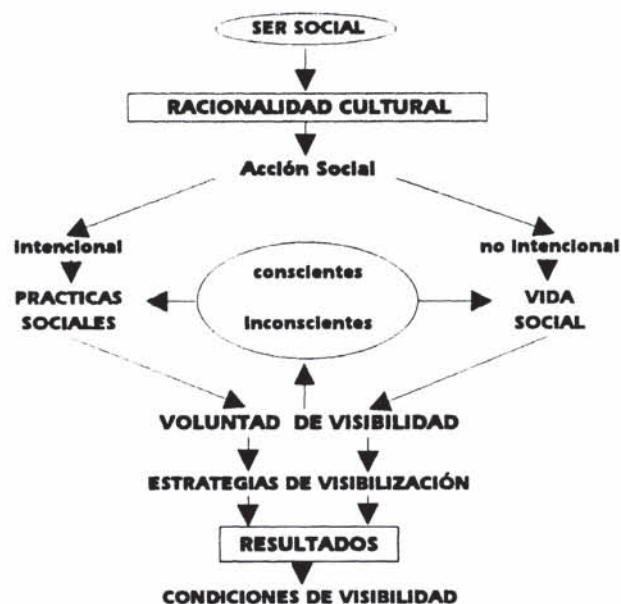 SER SOCIAL
RACIONALIDAD CULTURAL
Acción Social
intencional
no intencional
conscientes
PRACTICAS
SOCIALES
inconscientes
VIDA
SOCIAL
VOLUNTAD DE VISIBILIDAD
ESTRATEGIAS DE VISIBILIZACIÓN
RESULTADOS
CONDICIONES DE VISIBILIDAD